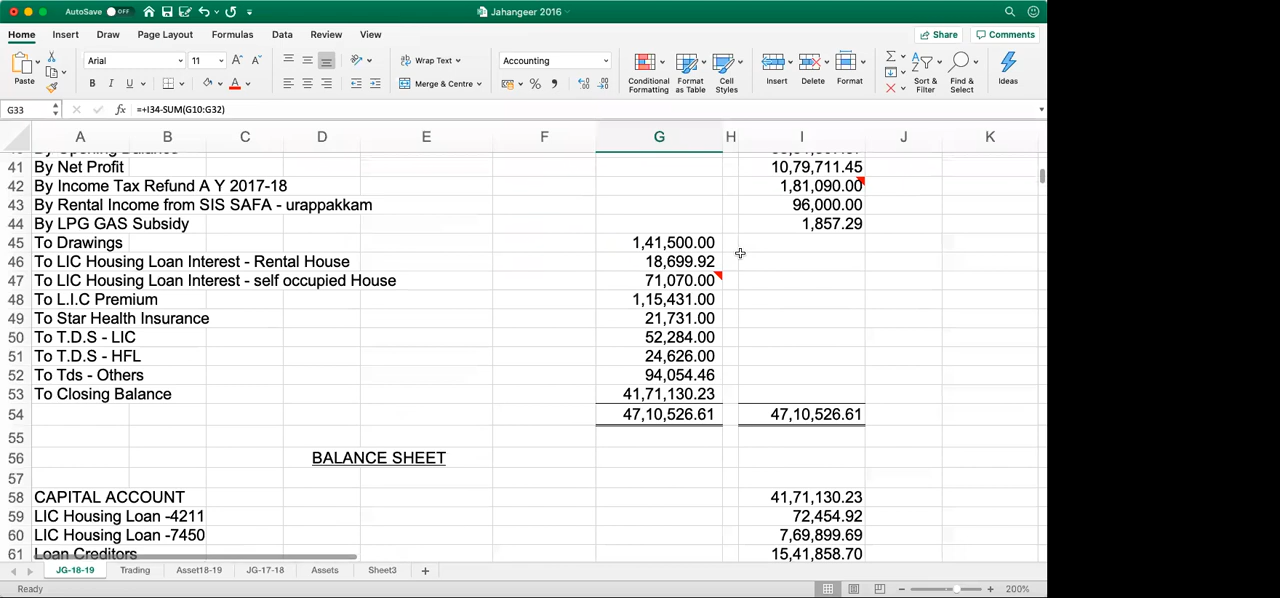 AutoSave OFF Jahangeer 2016
Home Insert Draw Page Layout Formulas Data Review View Share Comments
Paste Arial 11 Wrap Text Accounting Conditional Formatting Format as Table Cell Styles Insert Delete Format Sort & Filter Find & Select Ideas
B I U A Merge & Centre % ,
G33 fx =+I34-SUM(G10:G32)
A B C D E F G H I J K
41 By Net Profit 10,79,711.45
42 By Income Tax Refund A Y 2017-18 1,81,090.00
43 By Rental Income from SIS SAFA - urappakkam 96,000.00
44 By LPG GAS Subsidy 1,857.29
45 To Drawings 1,41,500.00
46 To LIC Housing Loan Interest - Rental House 18,699.92
47 To LIC Housing Loan Interest - self occupied House 71,070.00
48 To L.I.C Premium 1,15,431.00
49 To Star Health Insurance 21,731.00
50 To T.D.S - LIC 52,284.00
51 To T.D.S - HFL 24,626.00
52 To Tds - Others 94,054.46
53 To Closing Balance 41,71,130.23
54 47,10,526.61 47,10,526.61
55
56 BALANCE SHEET
57
58 CAPITAL ACCOUNT 41,71,130.23
59 LIC Housing Loan -4211 72,454.92
60 LIC Housing Loan -7450 7,69,899.69
61 Loan Creditors 15,41,858.70
JG-18-19 Trading Asset18-19 JG-17-18 Assets Sheet3 +
Ready 200%